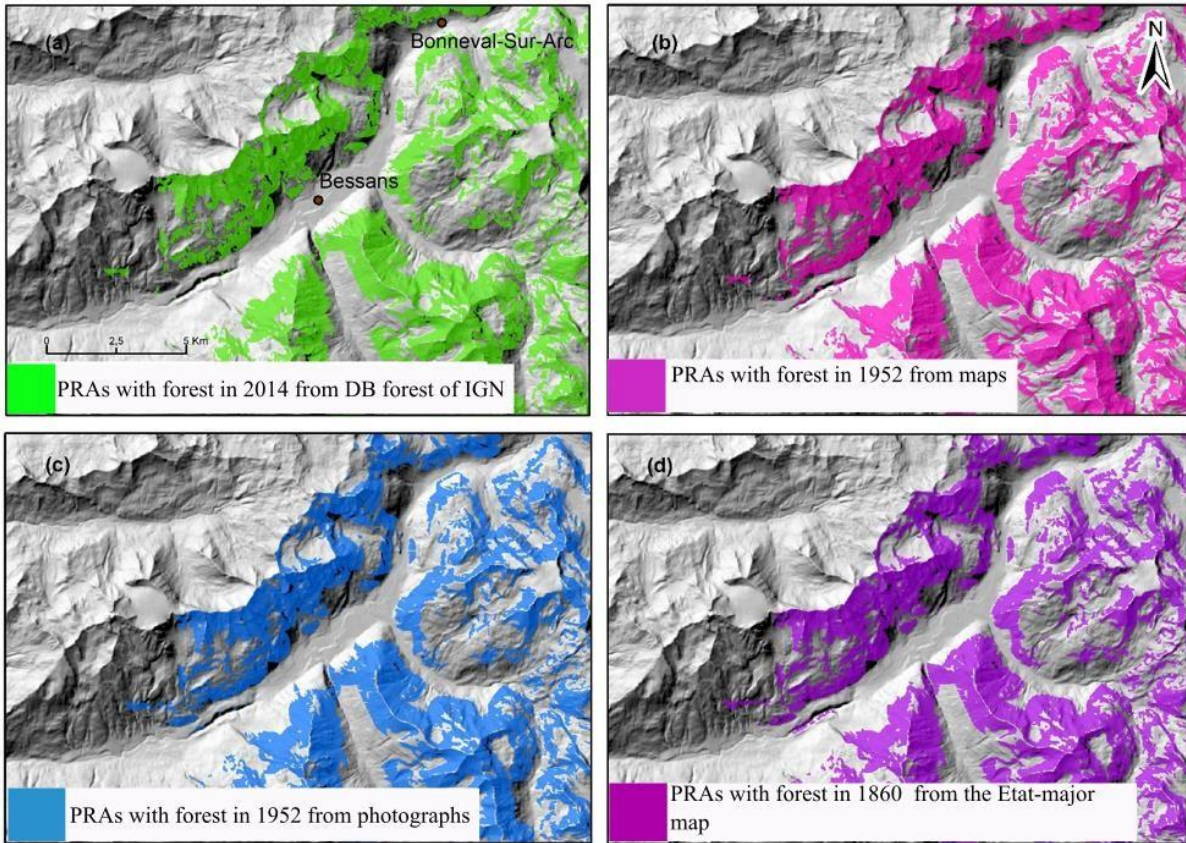 (a)
Bonneval-Sur-Arc
Bessans
0 2,5 5 Km
PRAs with forest in 2014 from DB forest of IGN
(b)
N
PRAs with forest in 1952 from maps
(c)
PRAs with forest in 1952 from photographs
(d)
PRAs with forest in 1860 from the Etat-major
map